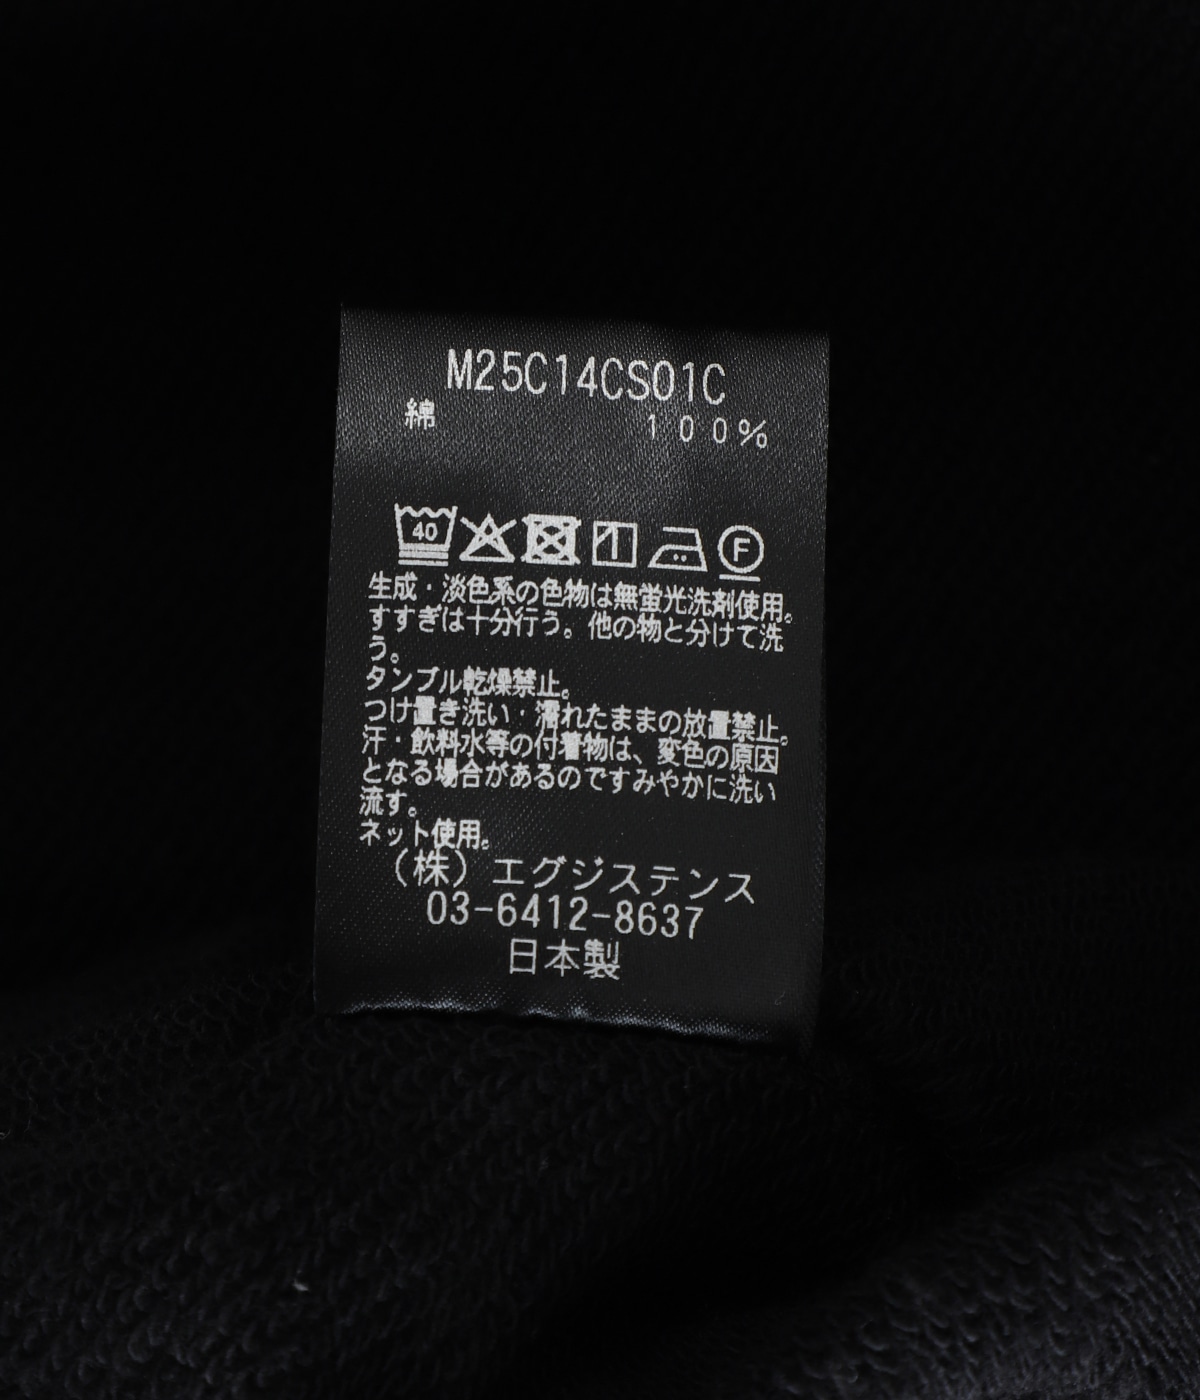 M25C14CS01C
綿 100%
40 F
生成・淡色系の色物は無蛍光洗剤使用。
すすぎは十分行う。他の物と分けて洗
う。
タンブル乾燥禁止。
つけ置き洗い・濡れたままの放置禁止。
汗・飲料水等の付着物は、変色の原因
となる場合があるのですみやかに洗い
流す。
ネット使用。
(株) エグジステンス
03-6412-8637
日本製